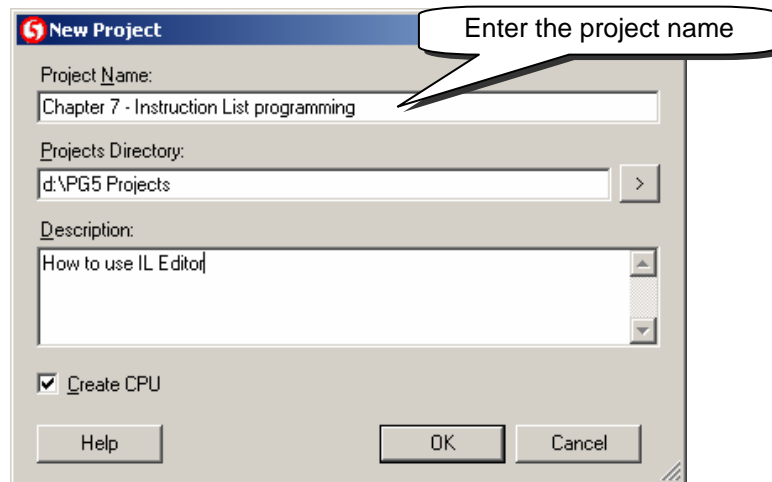 New Project
Enter the project name
Project Name:
Chapter 7 - Instruction List programming
Projects Directory:
d:\PG5 Projects
>
Description:
How to use IL Editor
Create CPU
Help
OK
Cancel